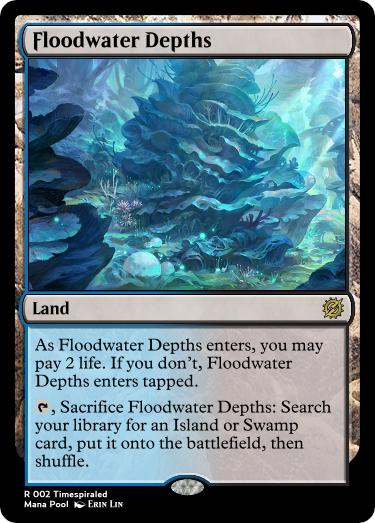 Floodwater Depths
Land
As Floodwater Depths enters, you may
pay 2 life. If you don't, Floodwater
Depths enters tapped.
, Sacrifice Floodwater Depths: Search
your library for an Island or Swamp
card, put it onto the battlefield, then
shuffle.
R 002 Timespiraled
Mana Pool Erin Lin